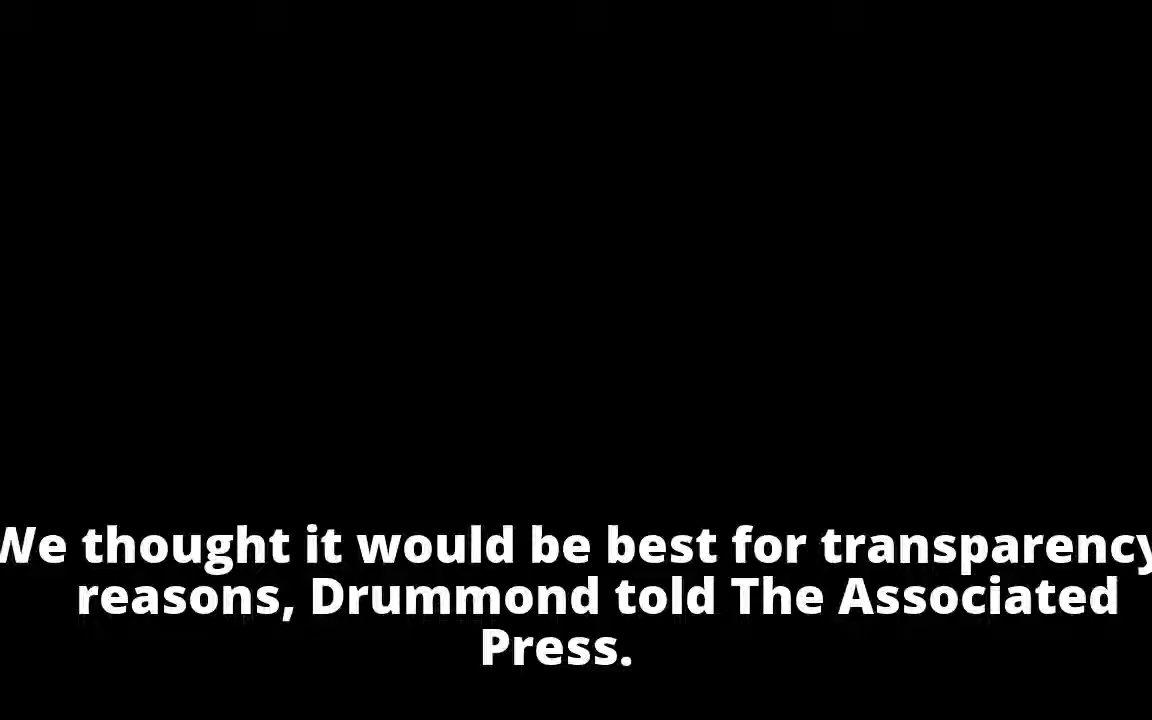 We thought it would be best for transparency
reasons, Drummond told The Associated
Press.